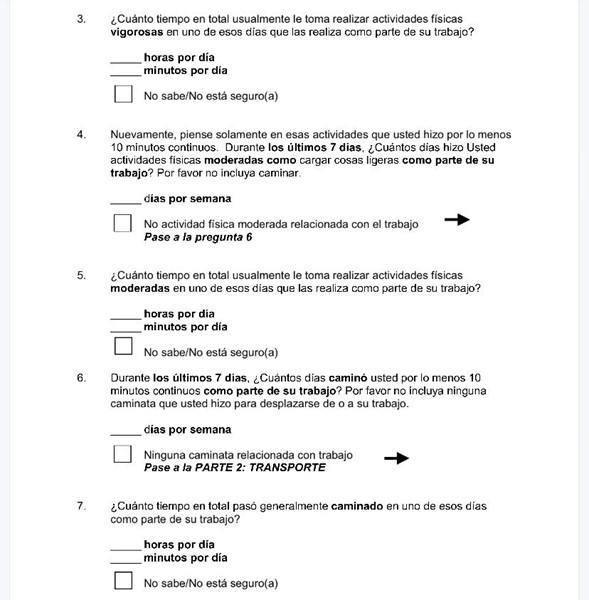 3. ¿Cuánto tiempo en total usualmente le toma realizar actividades físicas
vigorosas en uno de esos días que las realiza como parte de su trabajo?
_____ horas por día
_____ minutos por día
No sabe/No está seguro(a)
4. Nuevamente, piense solamente en esas actividades que usted hizo por lo menos
10 minutos continuos. Durante los últimos 7 dias, ¿Cuántos días hizo Usted
actividades físicas moderadas como cargar cosas ligeras como parte de su
trabajo? Por favor no incluya caminar.
_____ días por semana
No actividad física moderada relacionada con el trabajo
Pase a la pregunta 6
5. ¿Cuánto tiempo en total usualmente le toma realizar actividades físicas
moderadas en uno de esos días que las realiza como parte de su trabajo?
_____ horas por dia
_____ minutos por día
No sabe/No está seguro(a)
6. Durante los últimos 7 dias, ¿Cuántos días caminó usted por lo menos 10
minutos continuos como parte de su trabajo? Por favor no incluya ninguna
caminata que usted hizo para desplazarse de o a su trabajo.
_____ días por semana
Ninguna caminata relacionada con trabajo
Pase a la PARTE 2: TRANSPORTE
7. ¿Cuánto tiempo en total pasó generalmente caminado en uno de esos días
como parte de su trabajo?
_____ horas por día
_____ minutos por día
No sabe/No está seguro(a)